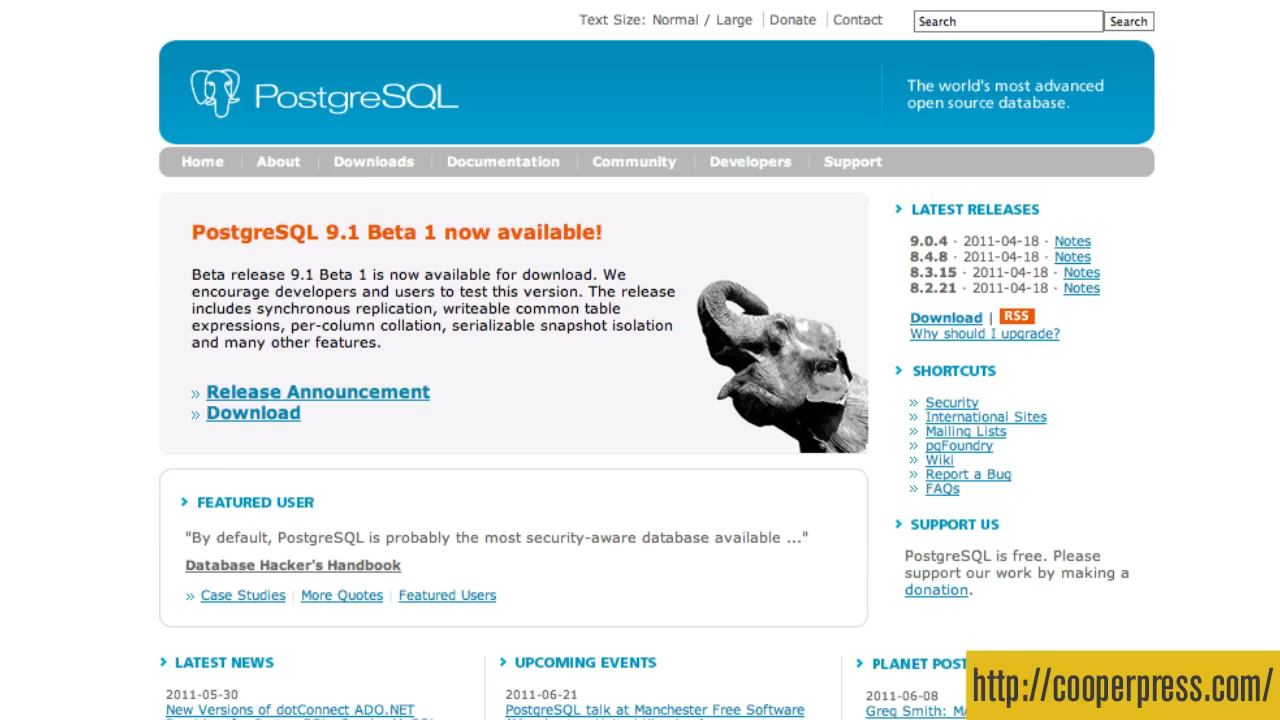 Text Size: Normal / Large | Donate | Contact
Search
Search
PostgreSQL
The world's most advanced
open source database.
Home
About
Downloads
Documentation
Community
Developers
Support
PostgreSQL 9.1 Beta 1 now available!
Beta release 9.1 Beta 1 is now available for download. We
encourage developers and users to test this version. The release
includes synchronous replication, writeable common table
expressions, per-column collation, serializable snapshot isolation
and many other features.
» Release Announcement
» Download
FEATURED USER
"By default, PostgreSQL is probably the most security-aware database available ..."
Database Hacker's Handbook
» Case Studies | More Quotes | Featured Users
LATEST RELEASES
9.0.4 · 2011-04-18 · Notes
8.4.8 · 2011-04-18 · Notes
8.3.15 · 2011-04-18 · Notes
8.2.21 · 2011-04-18 · Notes
Download | RSS
Why should I upgrade?
SHORTCUTS
» Security
» International Sites
» Mailing Lists
» pgFoundry
» Wiki
» Report a Bug
» FAQs
SUPPORT US
PostgreSQL is free. Please
support our work by making a
donation.
LATEST NEWS
2011-05-30
New Versions of dotConnect ADO.NET
UPCOMING EVENTS
2011-06-21
PostgreSQL talk at Manchester Free Software
PLANET POST
2011-06-08
Greg Smith:
http://cooperpress.com/